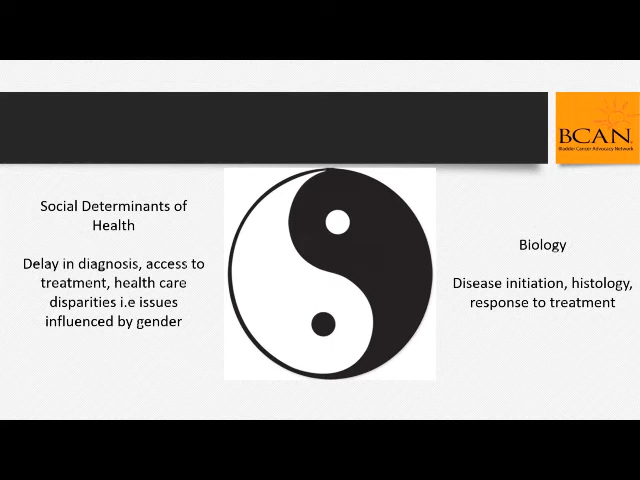 BCAN
Bladder Cancer Advocacy Network
Social Determinants of
Health
Delay in diagnosis, access to
treatment, health care
disparities i.e issues
influenced by gender
Biology
Disease initiation, histology,
response to treatment